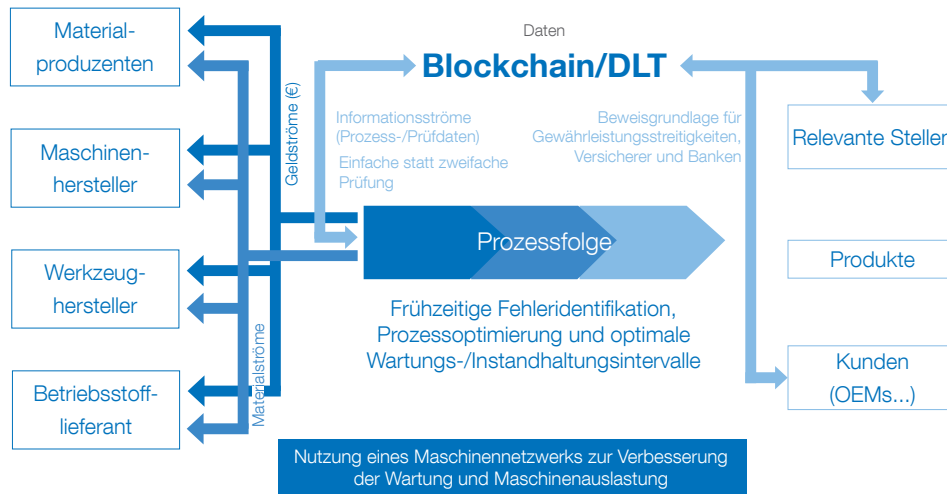 Material-
produzenten
Maschinen-
hersteller
Werkzeug-
hersteller
Betriebsstoff-
lieferant
Geldströme (€)
Materialströme
Daten
Blockchain/DLT
Informationsströme
(Prozess-/Prüfdaten)
Einfache statt zweifache
Prüfung
Beweisgrundlage für
Gewährleistungsstreitigkeiten,
Versicherer und Banken
Prozessfolge
Frühzeitige Fehleridentifikation,
Prozessoptimierung und optimale
Wartungs-/Instandhaltungsintervalle
Relevante Steller
Produkte
Kunden
(OEMs...)
Nutzung eines Maschinennetzwerks zur Verbesserung
der Wartung und Maschinenauslastung